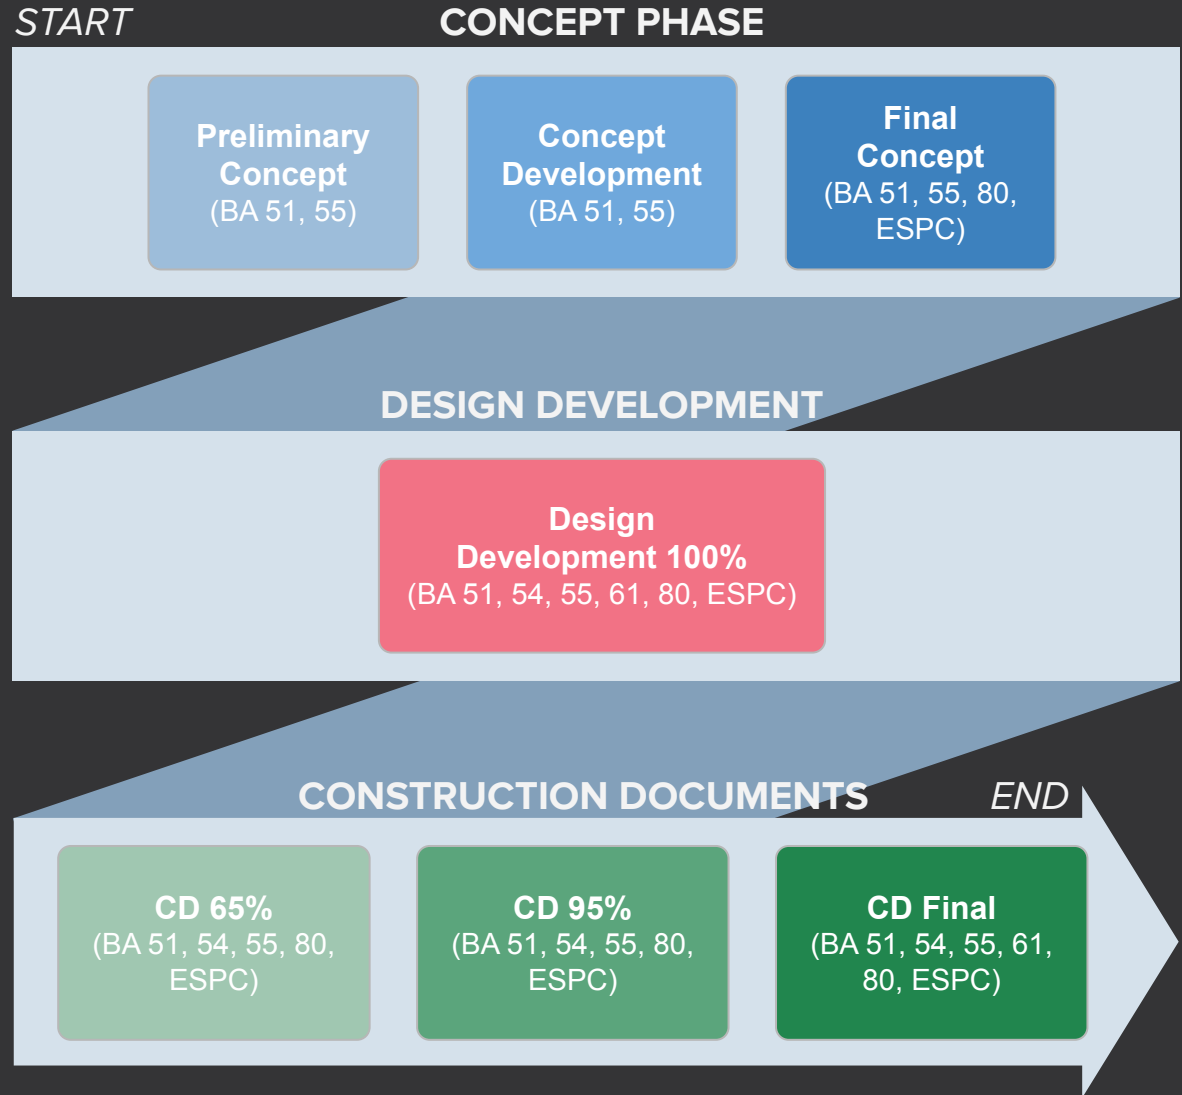 START
CONCEPT PHASE
Preliminary
Concept
(BA 51, 55)
Concept
Development
(BA 51, 55)
Final
Concept
(BA 51, 55, 80,
ESPC)
DESIGN DEVELOPMENT
Design
Development 100%
(BA 51, 54, 55, 61, 80, ESPC)
CONSTRUCTION DOCUMENTS
END
CD 65%
(BA 51, 54, 55, 80,
ESPC)
CD 95%
(BA 51, 54, 55, 80,
ESPC)
CD Final
(BA 51, 54, 55, 61,
80, ESPC)